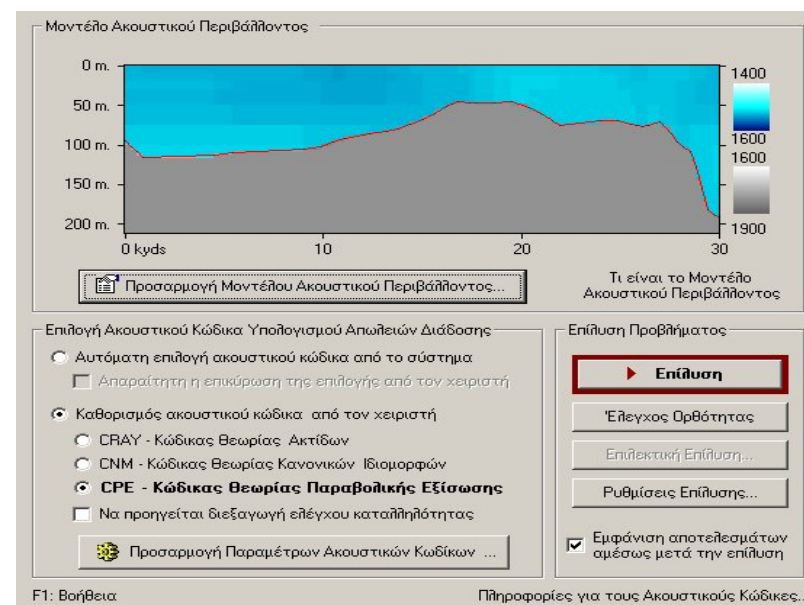 Μοντέλο Ακουστικού Περιβάλλοντος
0 m.
50 m.
100 m.
150 m.
200 m.
0 kyds
10
20
30
1400
1600
1600
1900
Προσαρμογή Μοντέλου Ακουστικού Περιβάλλοντος...
Τι είναι το Μοντέλο
Ακουστικού Περιβάλλοντος
Επιλογή Ακουστικού Κώδικα Υπολογισμού Απωλειών Διάδοσης
Αυτόματη επιλογή ακουστικού κώδικα από το σύστημα
Απαραίτητη η επικύρωση της επιλογής από τον χειριστή
Καθορισμός ακουστικού κώδικα από τον χειριστή
CRAY - Κώδικας Θεωρίας Ακτίδων
CNM - Κώδικας Θεωρίας Κανονικών Ιδιομορφών
CPE - Κώδικας Θεωρίας Παραβολικής Εξίσωσης
Να προηγείται διεξαγωγή ελέγχου καταλληλότητας
Προσαρμογή Παραμέτρων Ακουστικών Κωδίκων ...
Επίλυση Προβλήματος
Επίλυση
Έλεγχος Ορθότητας
Επιλεκτική Επίλυση...
Ρυθμίσεις Επίλυσης...
Εμφάνιση αποτελεσμάτων
αμέσως μετά την επίλυση
F1: Βοήθεια
Πληροφορίες για τους Ακουστικούς Κώδικες..